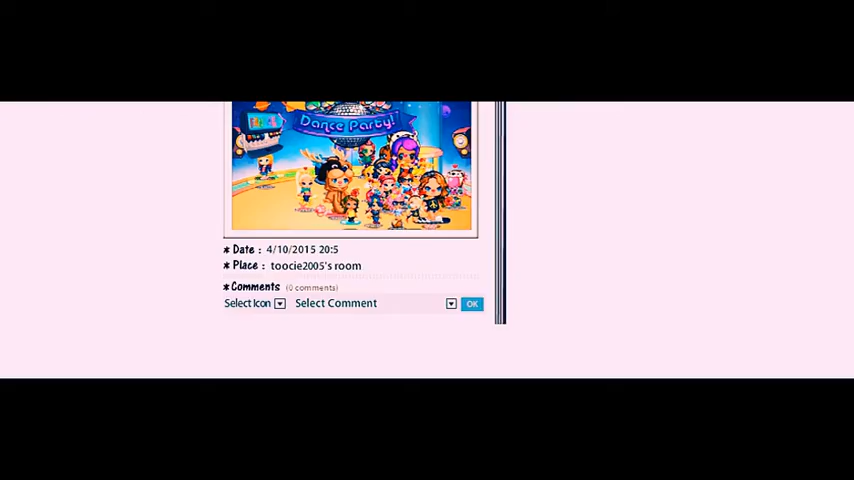 Dance Party!
* Date : 4/10/2015 20:5
* Place : toocie2005's room
* Comments (0 comments)
Select Icon Select Comment OK